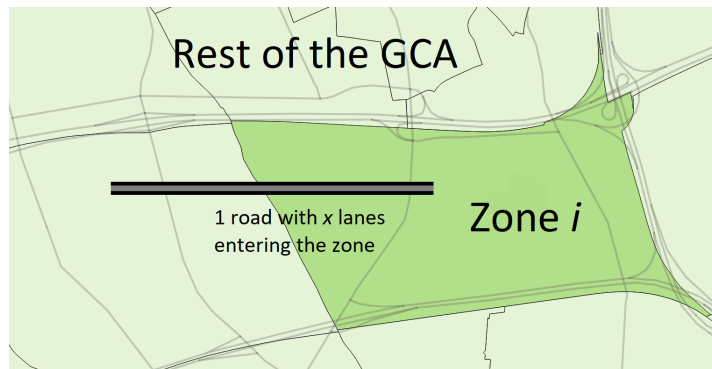 Rest of the GCA
1 road with x lanes
entering the zone
Zone i